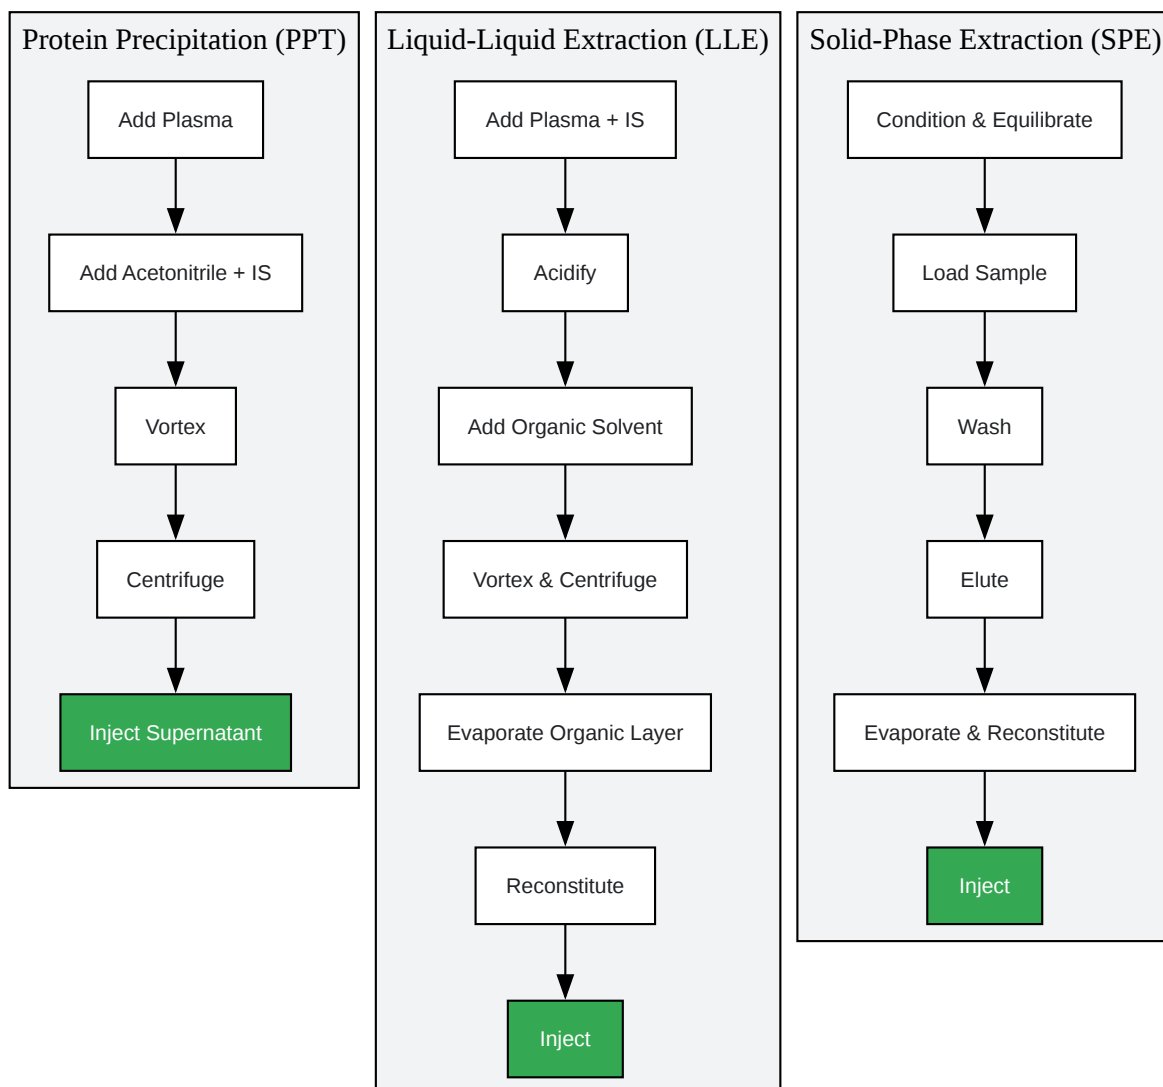 Protein Precipitation (PPT)
Add Plasma
Add Acetonitrile + IS
Vortex
Centrifuge
Inject Supernatant
Liquid-Liquid Extraction (LLE)
Add Plasma + IS
Acidify
Add Organic Solvent
Vortex & Centrifuge
Evaporate Organic Layer
Reconstitute
Inject
Solid-Phase Extraction (SPE)
Condition & Equilibrate
Load Sample
Wash
Elute
Evaporate & Reconstitute
Inject